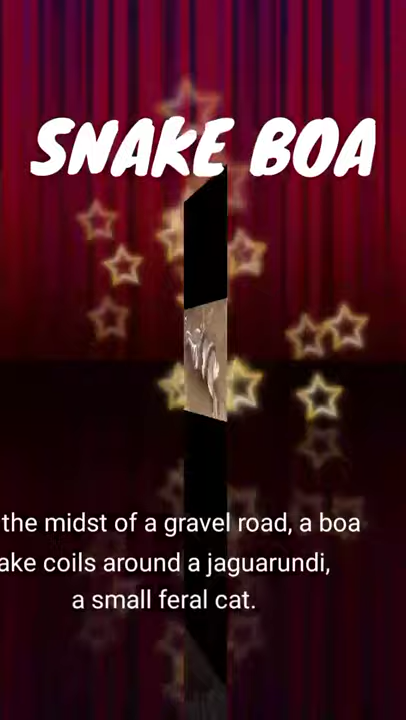 SNAKE BOA
the midst of a gravel road, a boa
ake coils around a jaguarundi,
a small feral cat.